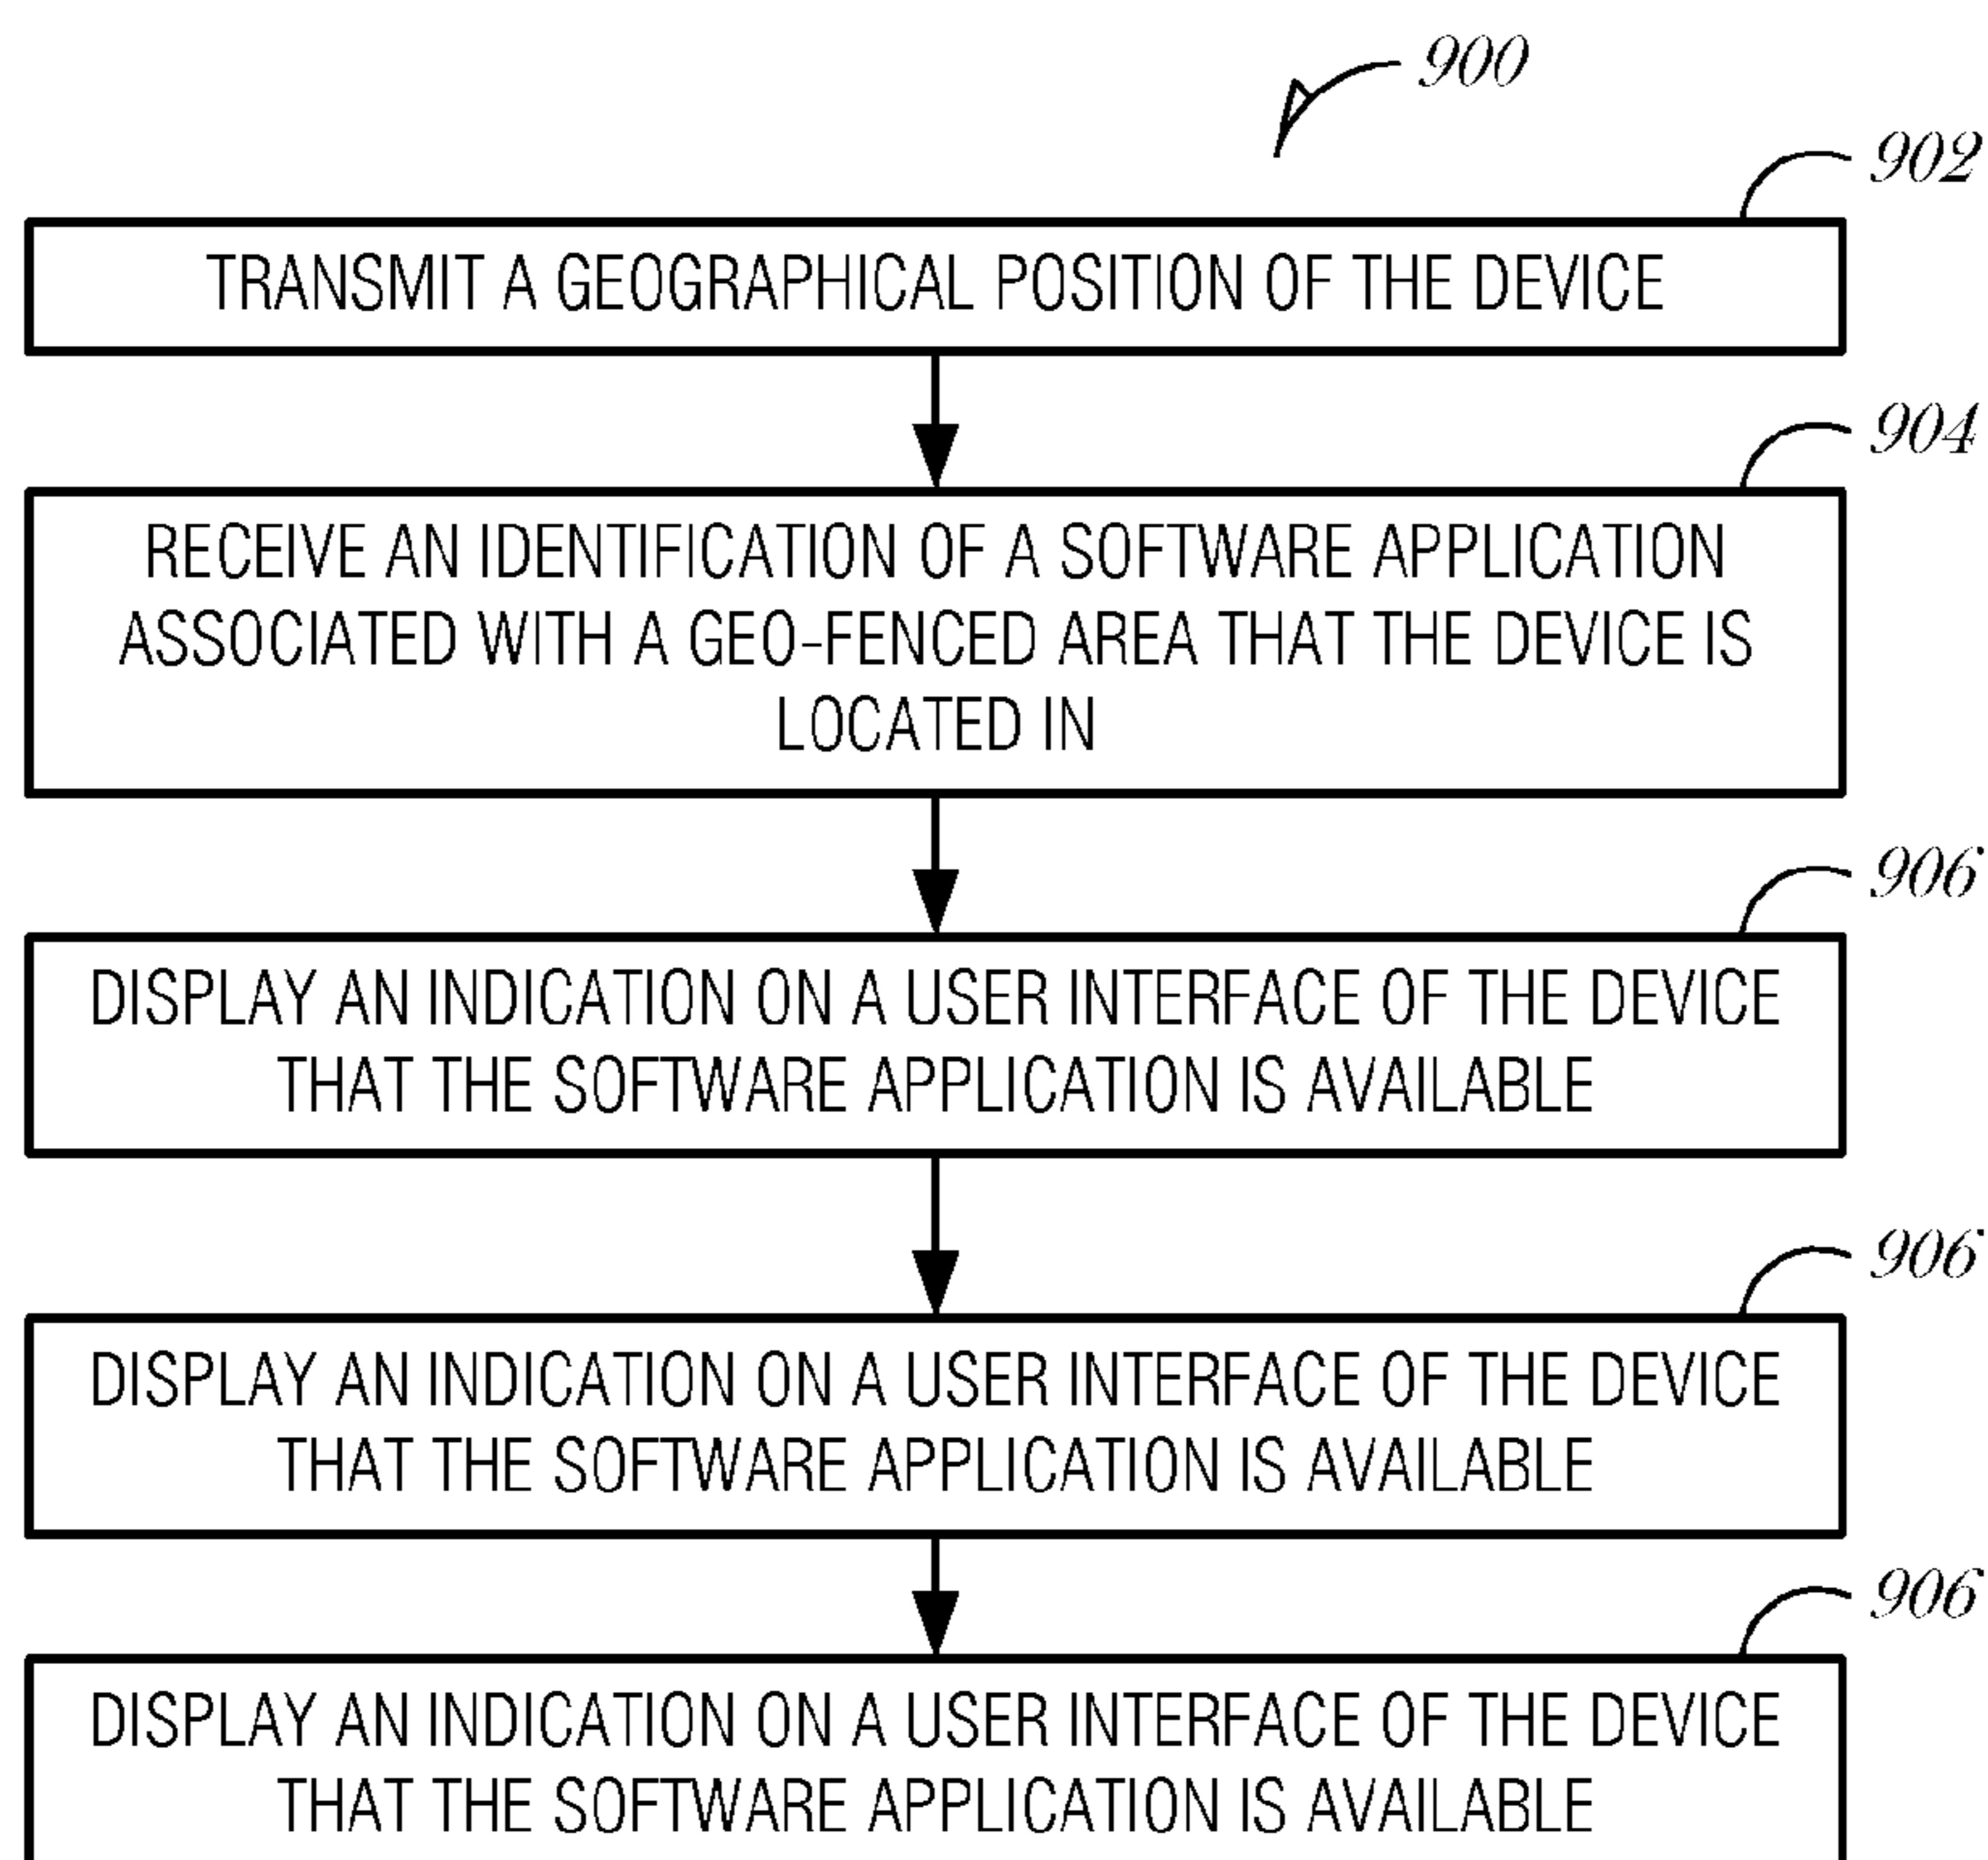 900
902
TRANSMIT A GEOGRAPHICAL POSITION OF THE DEVICE
904
RECEIVE AN IDENTIFICATION OF A SOFTWARE APPLICATION
ASSOCIATED WITH A GEO-FENCED AREA THAT THE DEVICE IS
LOCATED IN
906
DISPLAY AN INDICATION ON A USER INTERFACE OF THE DEVICE
THAT THE SOFTWARE APPLICATION IS AVAILABLE
906
DISPLAY AN INDICATION ON A USER INTERFACE OF THE DEVICE
THAT THE SOFTWARE APPLICATION IS AVAILABLE
906
DISPLAY AN INDICATION ON A USER INTERFACE OF THE DEVICE
THAT THE SOFTWARE APPLICATION IS AVAILABLE